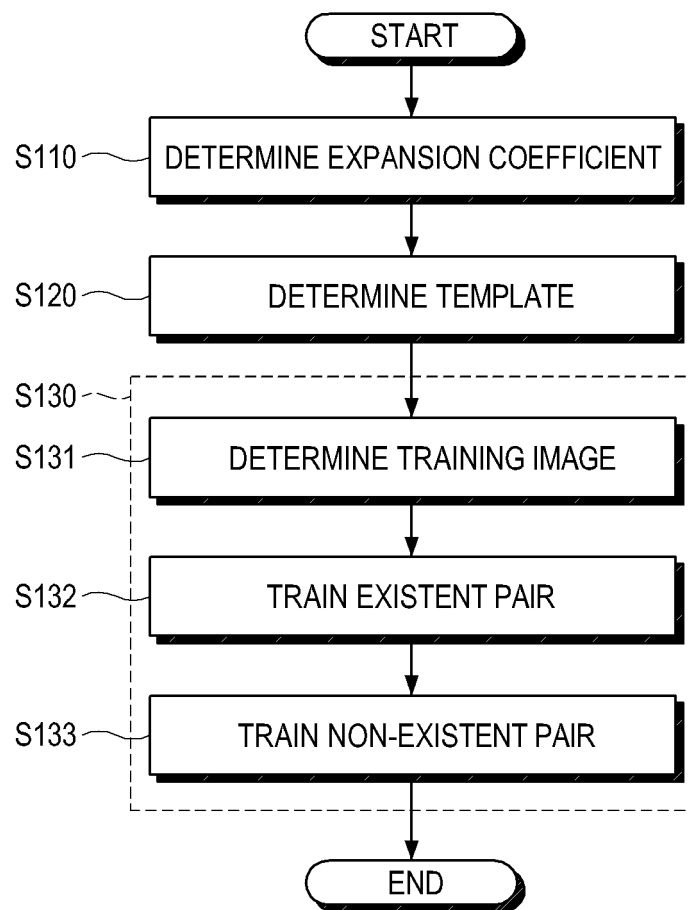 START
S110
DETERMINE EXPANSION COEFFICIENT
S120
DETERMINE TEMPLATE
S130
S131
DETERMINE TRAINING IMAGE
S132
TRAIN EXISTENT PAIR
S133
TRAIN NON-EXISTENT PAIR
END